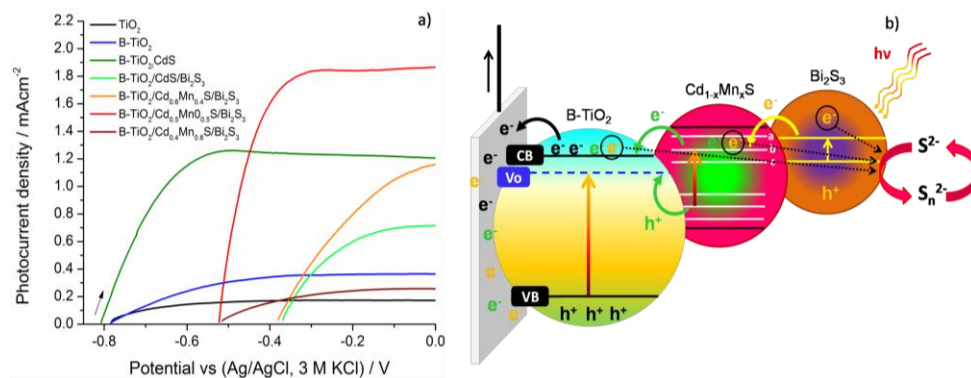 a)
TiO₂
B-TiO₂
B-TiO₂/CdS
B-TiO₂/CdS/Bi₂S₃
B-TiO₂/Cd₀.₆Mn₀.₄S/Bi₂S₃
B-TiO₂/Cd₀.₅Mn0.₅S/Bi₂S₃
B-TiO₂/Cd₀.₄Mn₀.₆S/Bi₂S₃
Photocurrent density / mAcm⁻²
2.2
2.0
1.8
1.6
1.4
1.2
1.0
0.8
0.6
0.4
0.2
0.0
-0.8
-0.6
-0.4
-0.2
0.0
Potential vs (Ag/AgCl, 3 M KCl) / V
b)
hν
Bi₂S₃
Cd₁₋ₓMnₓS
B-TiO₂
e⁻
e⁻
e⁻
e⁻
e⁻ e⁻ e⁻ e
e
e⁻
CB
Vo
a
b
c
S²⁻
Sₙ²⁻
h⁺
h⁺
e⁻
e
e⁻
e⁻
e
e⁻
e
VB
h⁺ h⁺ h⁺